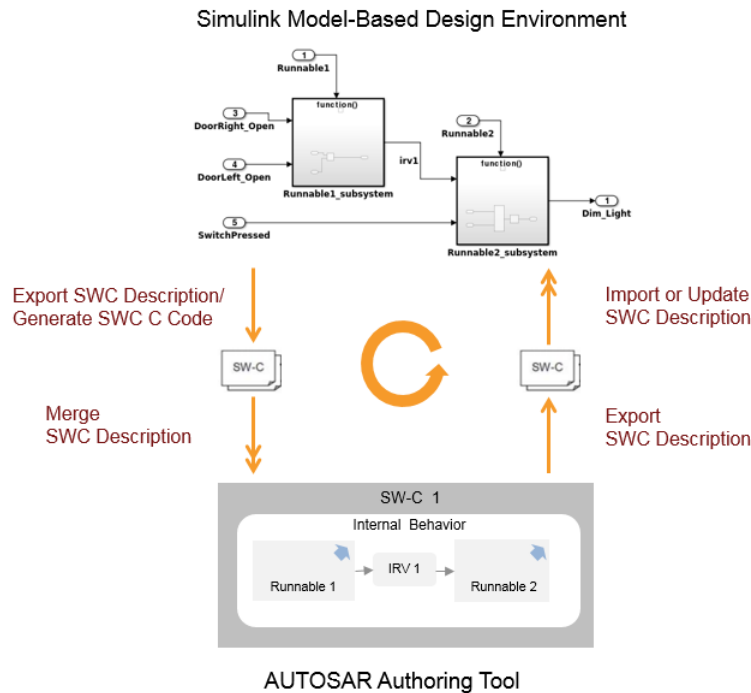 Simulink Model-Based Design Environment
1
Runnable1
function()
3
DoorRight_Open
2
Runnable2
4
DoorLeft_Open
irv1
function()
Runnable1_subsystem
1
Dim_Light
5
SwitchPressed
Runnable2_subsystem
Export SWC Description/
Generate SWC C Code
Import or Update
SWC Description
SW-C
SW-C
Merge
SWC Description
Export
SWC Description
SW-C 1
Internal Behavior
Runnable 1
IRV 1
Runnable 2
AUTOSAR Authoring Tool